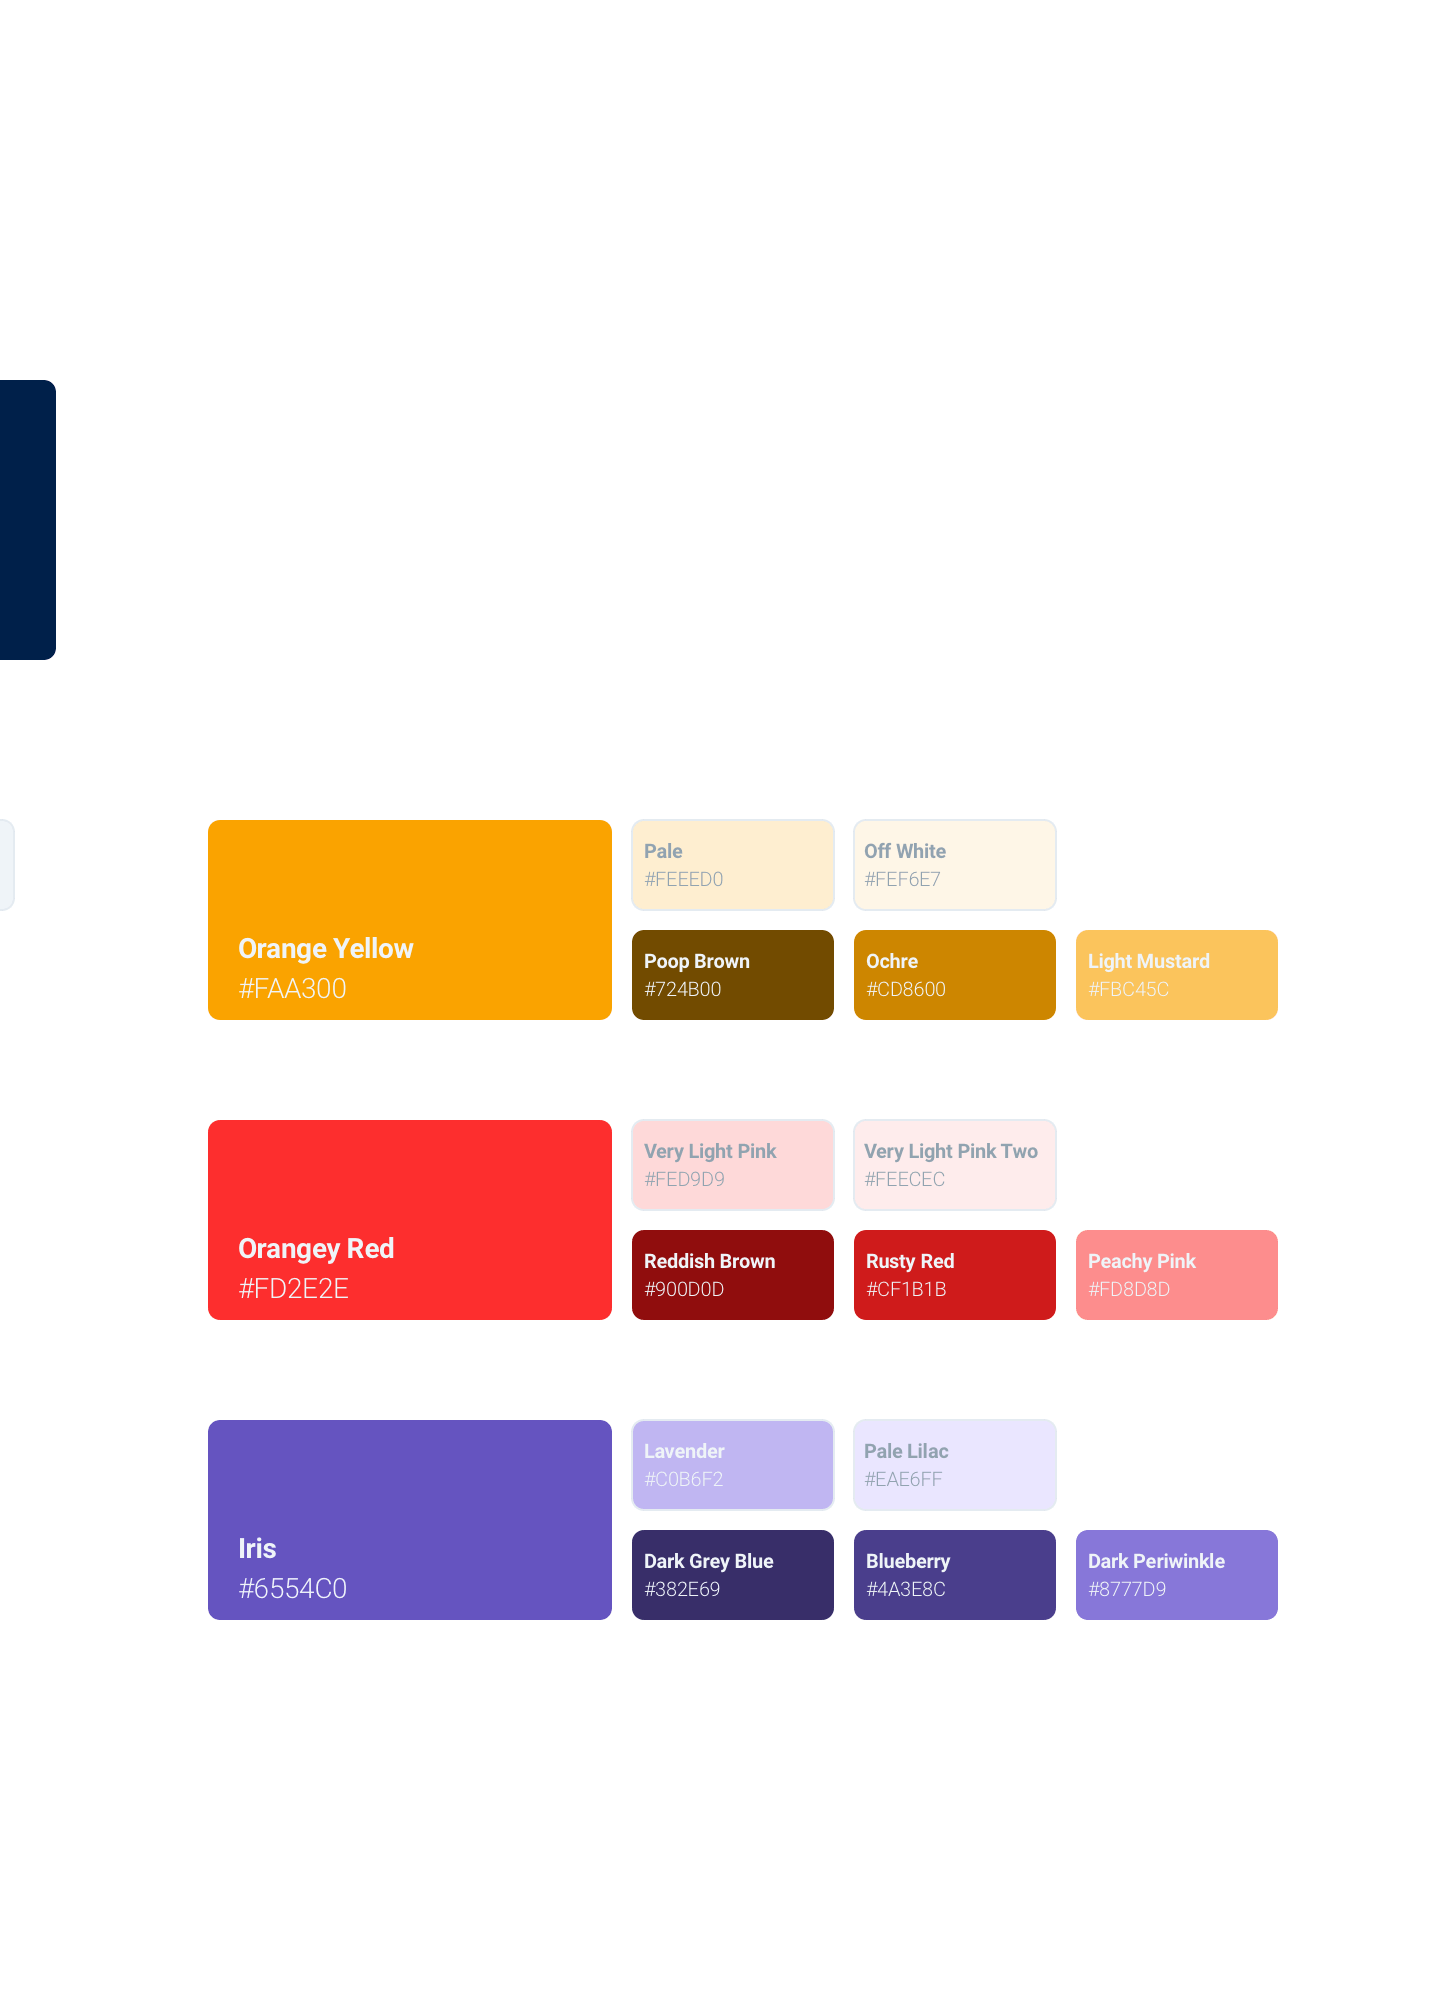 Orange Yellow
#FAA300
Pale
#FEEED0
Off White
#FEF6E7
Poop Brown
#724B00
Ochre
#CD8600
Light Mustard
#FBC45C
Orangey Red
#FD2E2E
Very Light Pink
#FED9D9
Very Light Pink Two
#FEECEC
Reddish Brown
#900D0D
Rusty Red
#CF1B1B
Peachy Pink
#FD8D8D
Iris
#6554C0
Lavender
#C0B6F2
Pale Lilac
#EAE6FF
Dark Grey Blue
#382E69
Blueberry
#4A3E8C
Dark Periwinkle
#8777D9